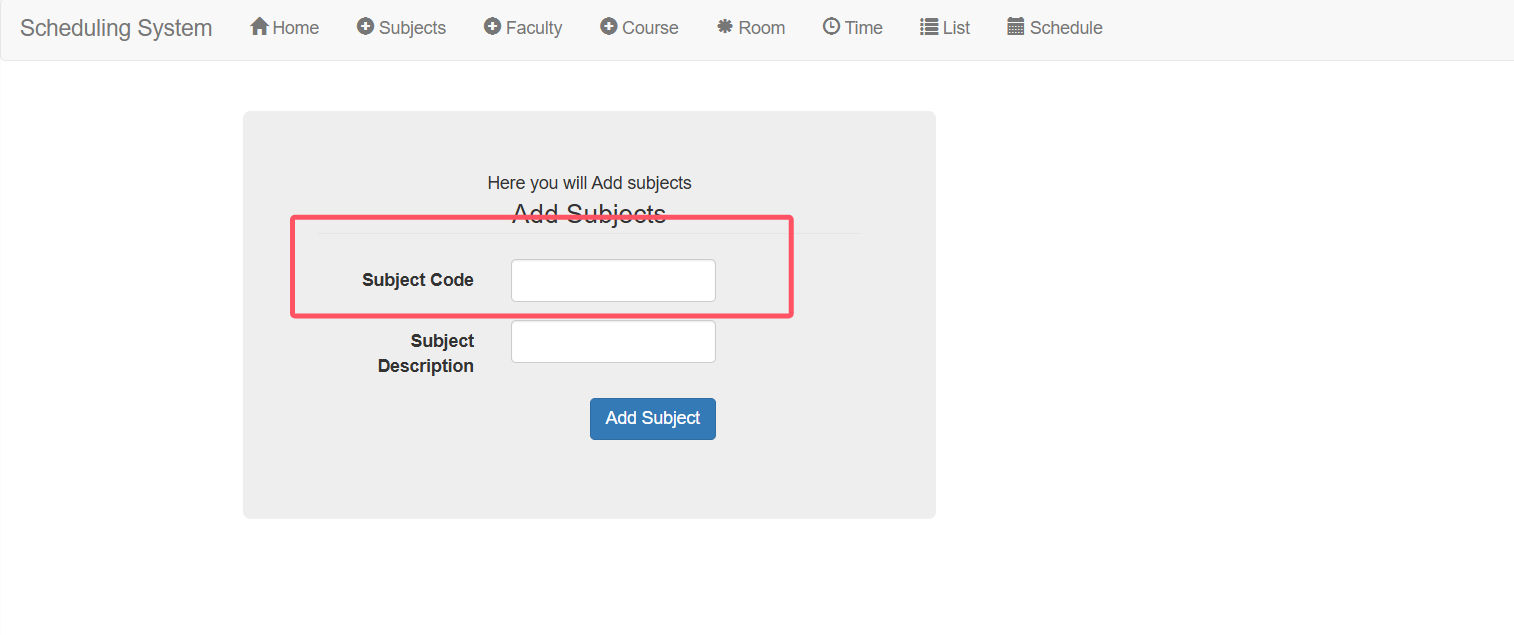 Scheduling System Home Subjects Faculty Course Room Time List Schedule
Here you will Add subjects
Add Subjects
Subject Code
Subject
Description
Add Subject